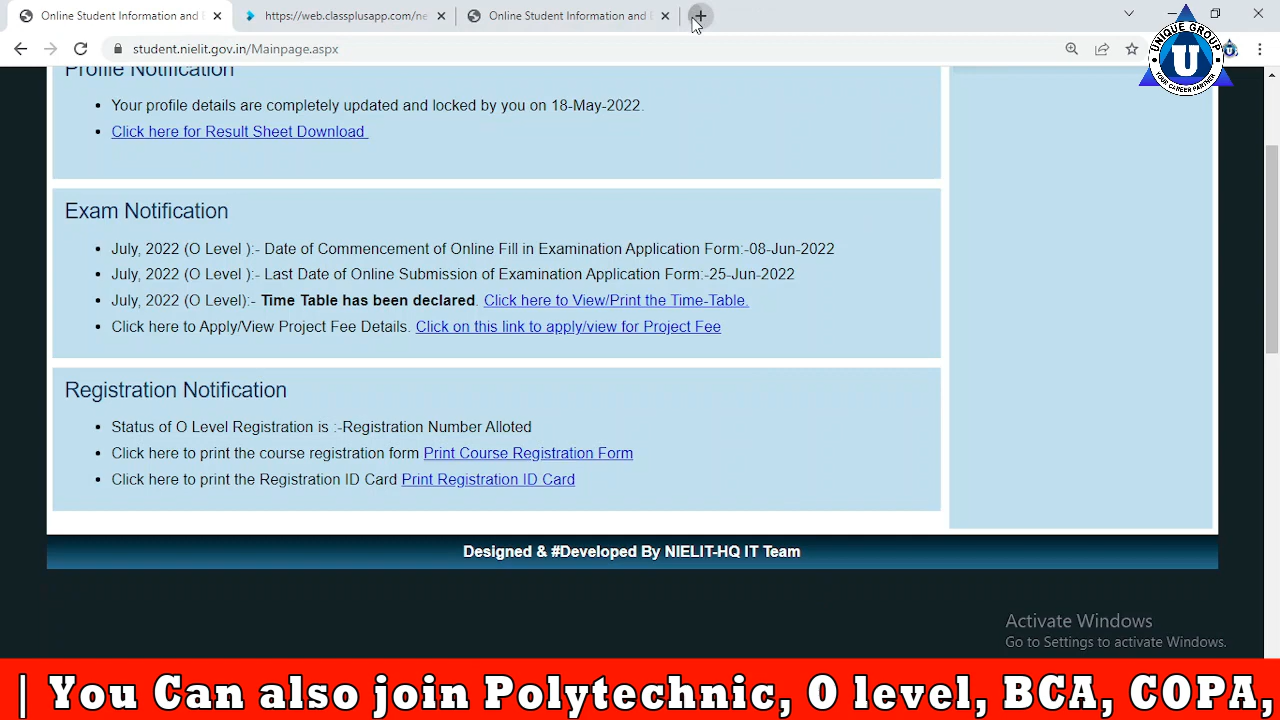 Online Student Information and E
https://web.classplusapp.com/ne
Online Student Information and E
student.nielit.gov.in/Mainpage.aspx
UNIQUE GROUP
U
YOUR CAREER PARTNER
Profile Notification
Your profile details are completely updated and locked by you on 18-May-2022.
Click here for Result Sheet Download
Exam Notification
July, 2022 (O Level ):- Date of Commencement of Online Fill in Examination Application Form:-08-Jun-2022
July, 2022 (O Level ):- Last Date of Online Submission of Examination Application Form:-25-Jun-2022
July, 2022 (O Level):- Time Table has been declared. Click here to View/Print the Time-Table.
Click here to Apply/View Project Fee Details. Click on this link to apply/view for Project Fee
Registration Notification
Status of O Level Registration is :-Registration Number Alloted
Click here to print the course registration form Print Course Registration Form
Click here to print the Registration ID Card Print Registration ID Card
Designed & #Developed By NIELIT-HQ IT Team
Activate Windows
Go to Settings to activate Windows.
| You Can also join Polytechnic, O level, BCA, COPA,